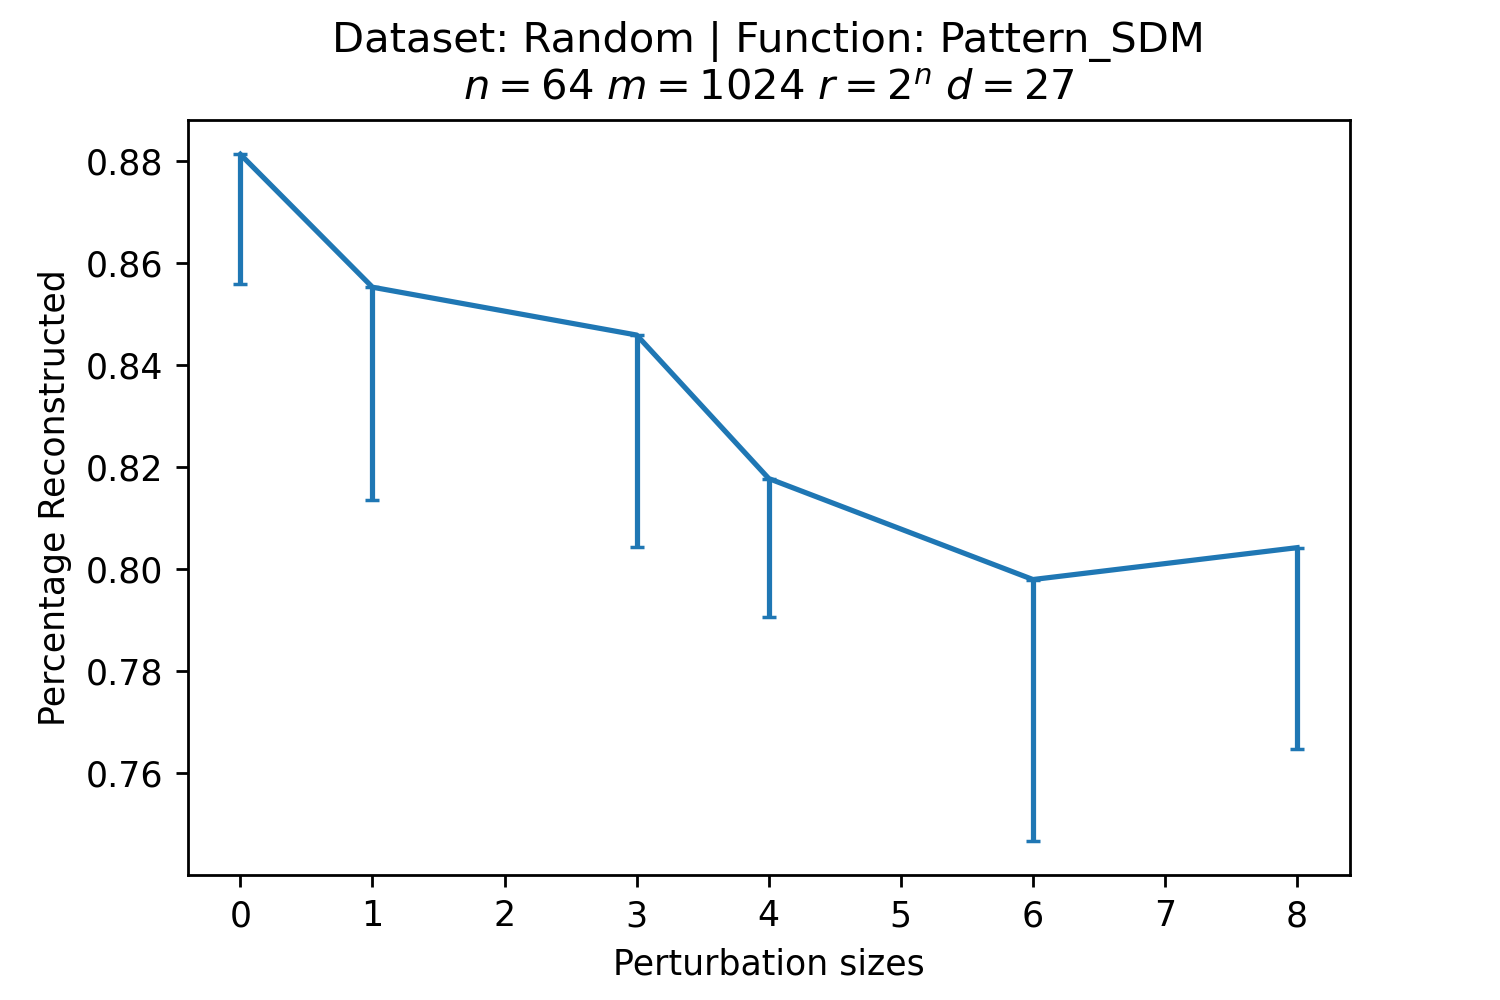 Dataset: Random | Function: Pattern_SDM
n = 64 m = 1024 r = 2ⁿ d = 27
Percentage Reconstructed
0.88
0.86
0.84
0.82
0.80
0.78
0.76
0 1 2 3 4 5 6 7 8
Perturbation sizes